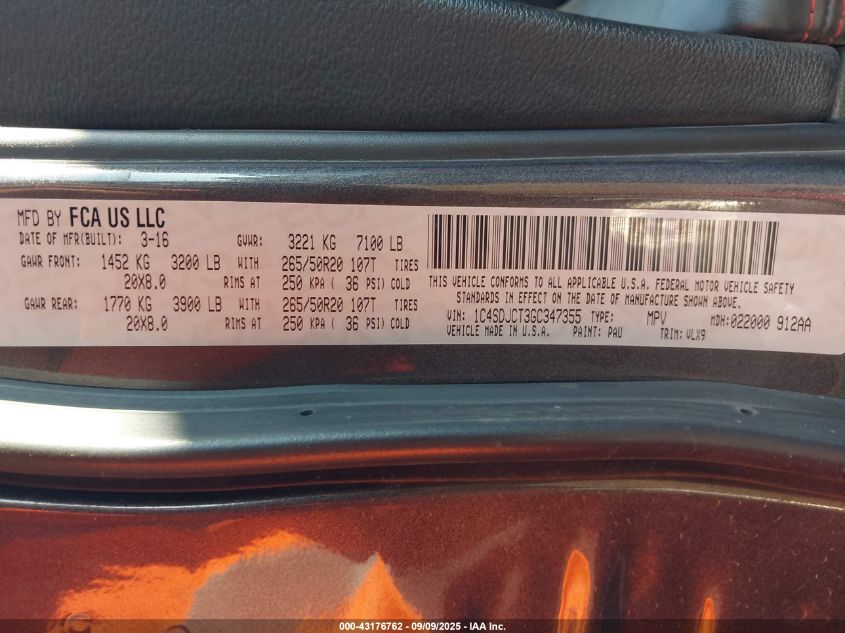 MFD BY FCA US LLC
DATE OF MFR(BUILT): 3-16 GVWR: 3221 KG 7100 LB
GAWR FRONT: 1452 KG 3200 LB WITH 265/50R20 107T TIRES
20X8.0 RIMS AT 250 KPA ( 36 PSI) COLD
GAWR REAR: 1770 KG 3900 LB WITH 265/50R20 107T TIRES
20X8.0 RIMS AT 250 KPA ( 36 PSI) COLD
THIS VEHICLE CONFORMS TO ALL APPLICABLE U.S.A. FEDERAL MOTOR VEHICLE SAFETY
STANDARDS IN EFFECT ON THE DATE OF MANUFACTURE SHOWN ABOVE.
VIN: 1C4SDJCT3GC347355 TYPE: MPV MDH:022000 912AA
VEHICLE MADE IN U.S.A. PAINT: PAU TRIM: VLX9
000-43176762 - 09/09/2025 - IAA Inc.